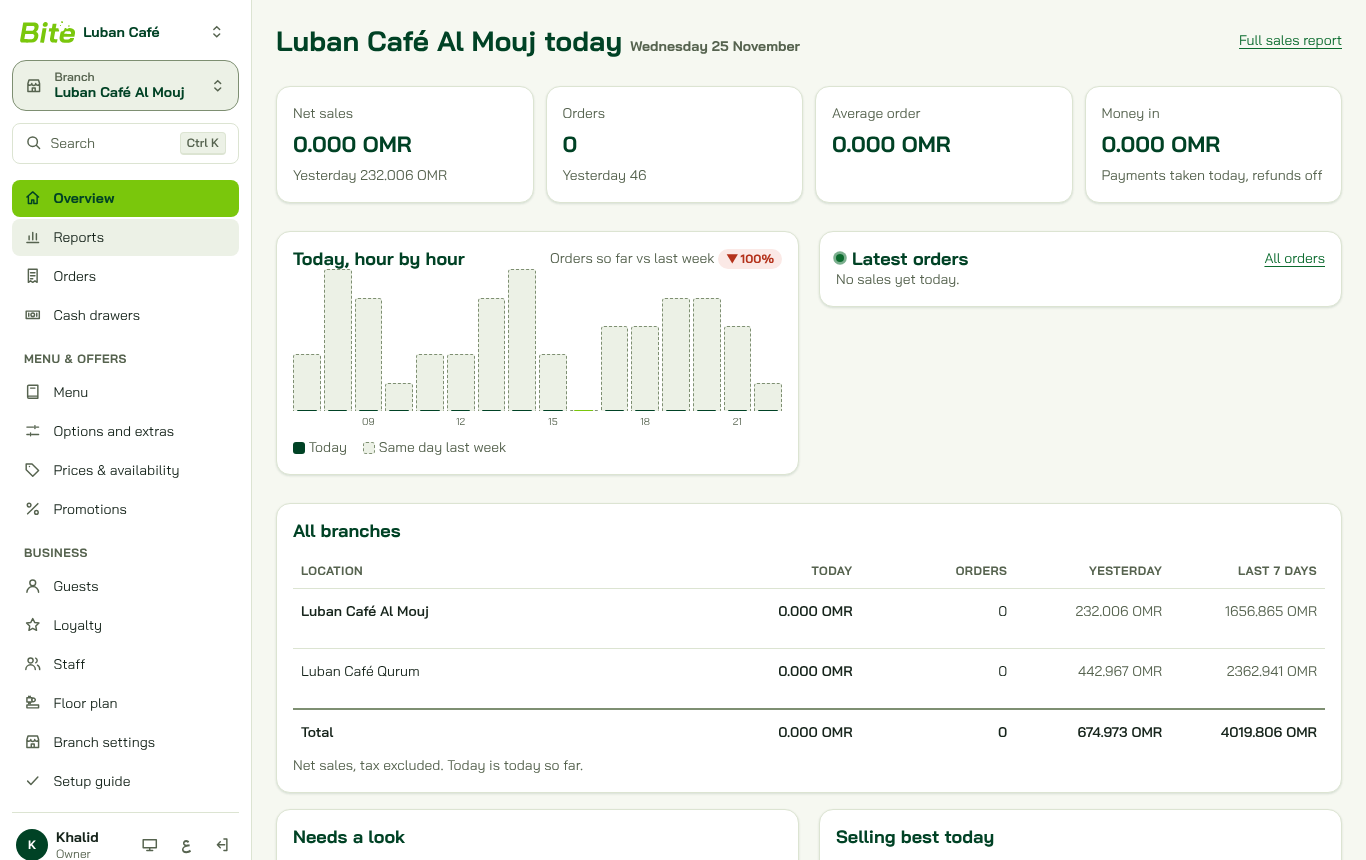 Bite
Luban Café
Branch
Luban Café Al Mouj
Search
Ctrl K
Overview
Reports
Orders
Cash drawers
MENU & OFFERS
Menu
Options and extras
Prices & availability
Promotions
BUSINESS
Guests
Loyalty
Staff
Floor plan
Branch settings
Setup guide
K
Khalid
Owner
ع
Luban Café Al Mouj today Wednesday 25 November
Full sales report
Net sales
0.000 OMR
Yesterday 232.006 OMR
Orders
0
Yesterday 46
Average order
0.000 OMR
Money in
0.000 OMR
Payments taken today, refunds off
Today, hour by hour
Orders so far vs last week ▼100%
09 12 15 18 21
Today Same day last week
Latest orders
All orders
No sales yet today.
All branches
LOCATION TODAY ORDERS YESTERDAY LAST 7 DAYS
Luban Café Al Mouj 0.000 OMR 0 232.006 OMR 1656.865 OMR
Luban Café Qurum 0.000 OMR 0 442.967 OMR 2362.941 OMR
Total 0.000 OMR 0 674.973 OMR 4019.806 OMR
Net sales, tax excluded. Today is today so far.
Needs a look
Selling best today